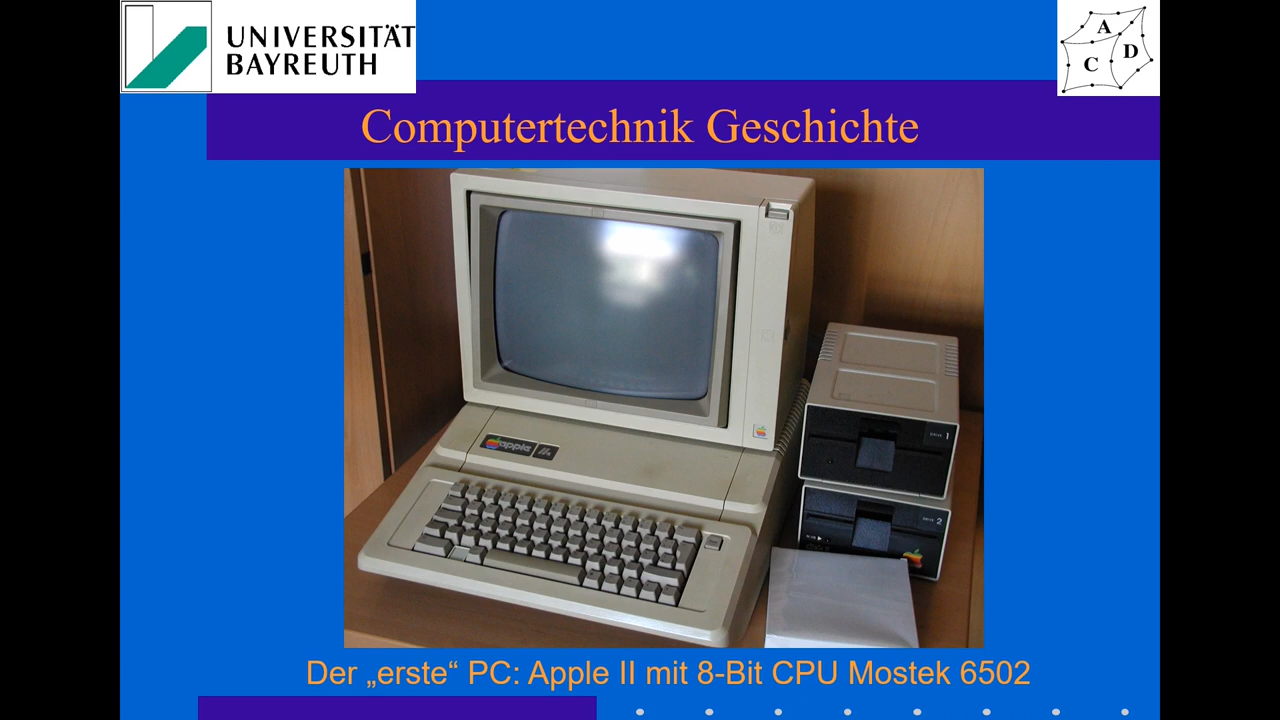 UNIVERSITÄT
BAYREUTH
A
C D
Computertechnik Geschichte
apple
DRIVE 1
DRIVE 2
Der „erste“ PC: Apple II mit 8-Bit CPU Mostek 6502